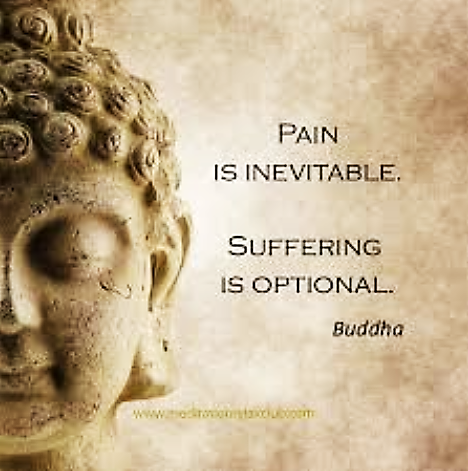 PAIN
IS INEVITABLE.
SUFFERING
IS OPTIONAL.
Buddha